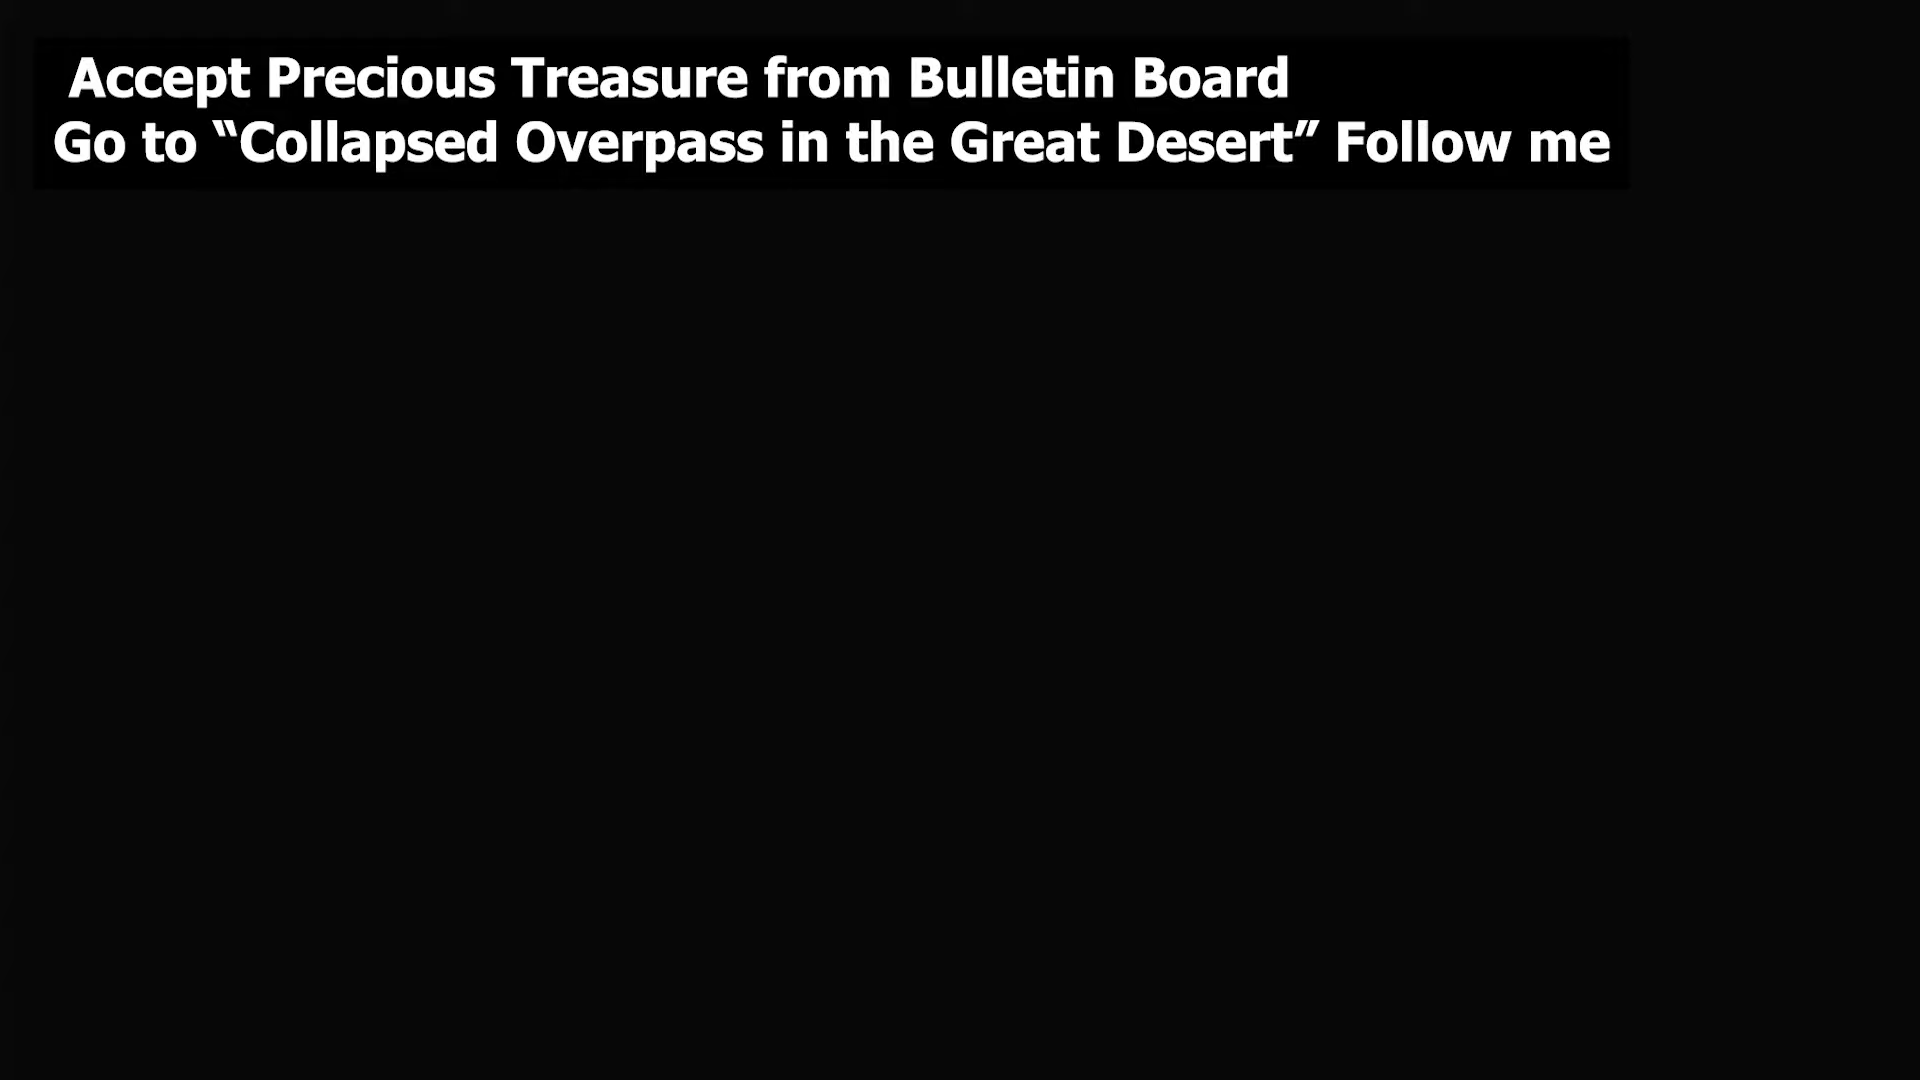 Accept Precious Treasure from Bulletin Board
Go to “Collapsed Overpass in the Great Desert” Follow me